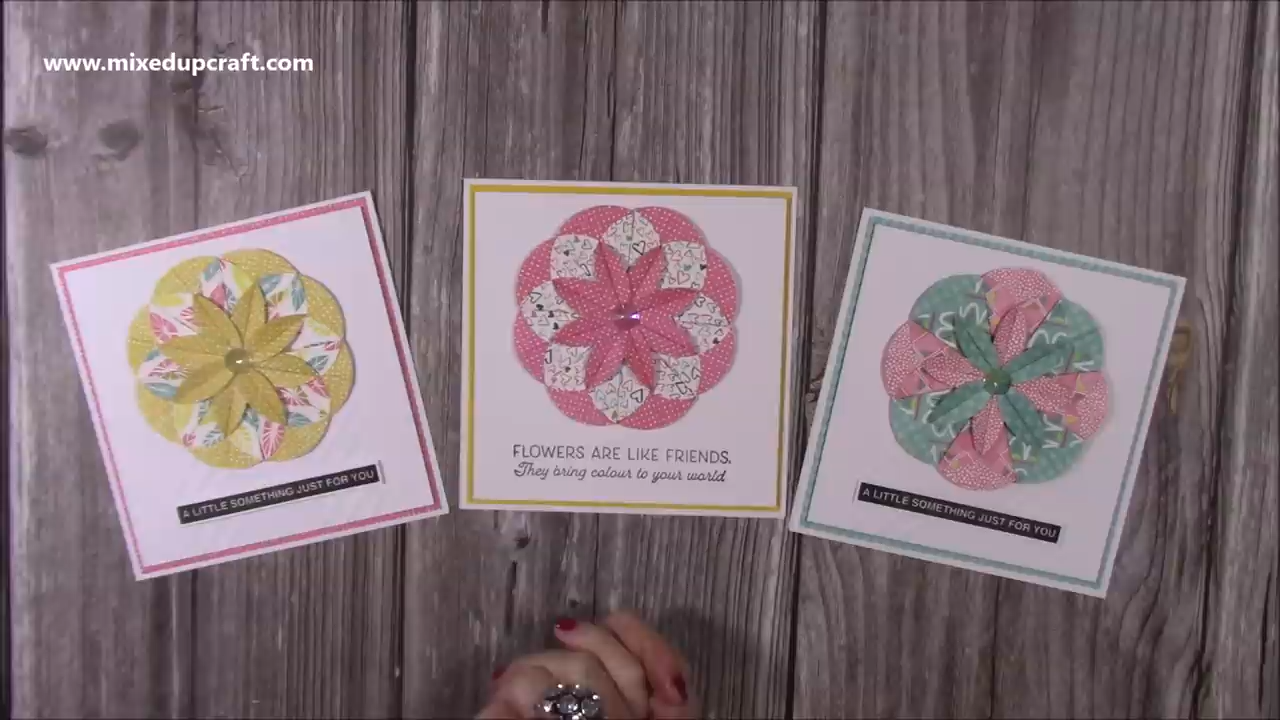 www.mixedupcraft.com
A LITTLE SOMETHING JUST FOR YOU
FLOWERS ARE LIKE FRIENDS,
They bring colour to your world
A LITTLE SOMETHING JUST FOR YOU